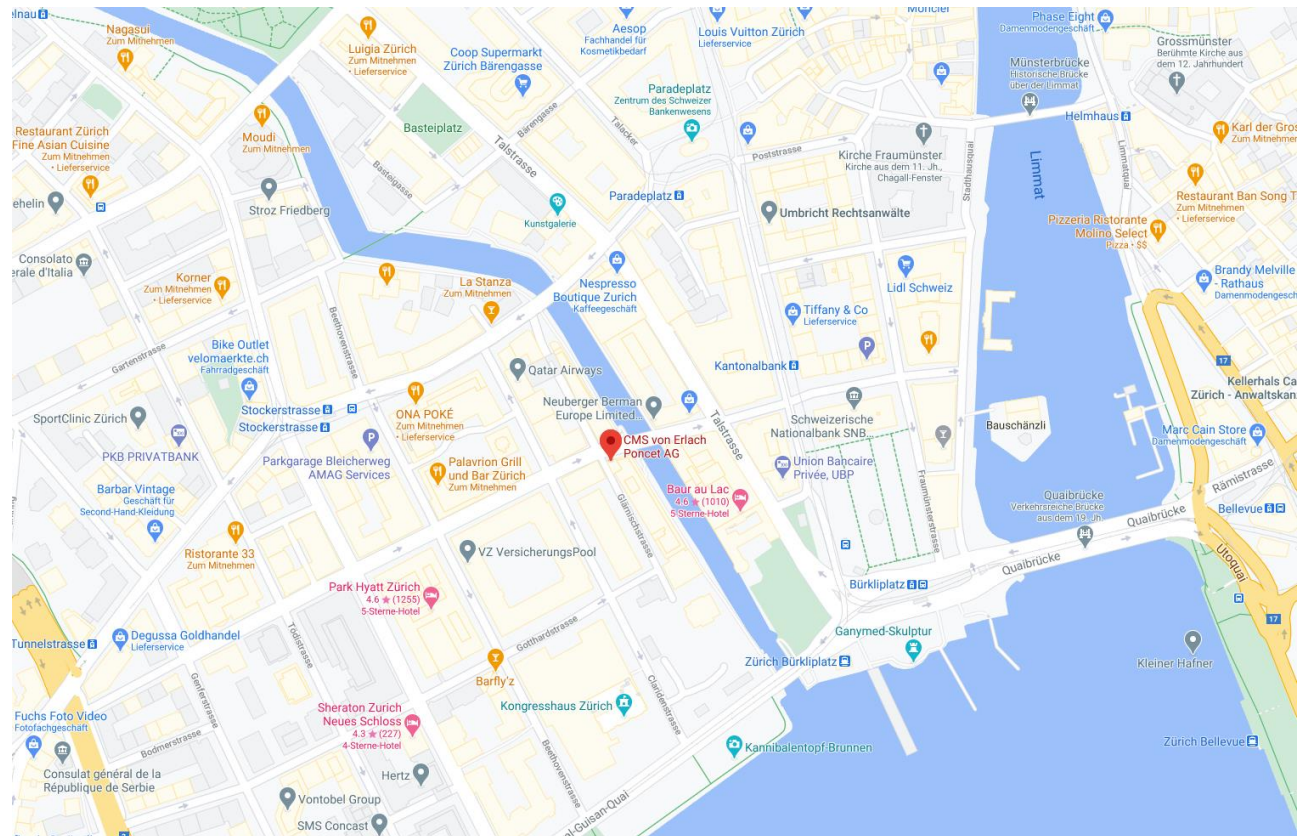 elnau
Nagasui
Zum Mitnehmen
Luigia Zürich
Zum Mitnehmen
• Lieferservice
Coop Supermarkt
Zürich Bärengasse
Aesop
Fachhandel für
Kosmetikbedarf
Louis Vuitton Zürich
Lieferservice
Moncler
Phase Eight
Damenmodengeschäft
Grossmünster
Berühmte Kirche aus
dem 12. Jahrhundert
Münsterbrücke
Historische Brücke
über der Limmat
Paradeplatz
Zentrum des Schweizer
Bankenwesens
Helmhaus
Restaurant Zürich
Fine Asian Cuisine
Zum Mitnehmen
• Lieferservice
Moudi
Zum Mitnehmen
Basteiplatz
Talstrasse
Bärengasse
Talacker
Basteigasse
Poststrasse
Kirche Fraumünster
Kirche aus dem 11. Jh.,
Chagall-Fenster
Stadthausquai
Limmat
Limmatquai
Karl der Gros
Zum Mitnehmen
ehelin
Stroz Friedberg
Paradeplatz
Kunstgalerie
Umbricht Rechtsanwälte
Restaurant Ban Song T
Zum Mitnehmen
• Lieferservice
Pizzeria Ristorante
Molino Select
Pizza • $$
Consolato
erale d'Italia
Korner
Zum Mitnehmen
• Lieferservice
La Stanza
Zum Mitnehmen
Nespresso
Boutique Zurich
Kaffeegeschäft
Lidl Schweiz
Brandy Melville
- Rathaus
Damenmodengesch
Tiffany & Co
Lieferservice
Beethovenstrasse
Gartenstrasse
Bike Outlet
velomaerkte.ch
Fahrradgeschäft
Qatar Airways
Kantonalbank
17
Kellerhals Ca
Zürich - Anwaltskan
Stockerstrasse
Stockerstrasse
ONA POKÉ
Zum Mitnehmen
• Lieferservice
Neuberger Berman
Europe Limited...
Talstrasse
Schweizerische
Nationalbank SNB...
Bauschänzli
SportClinic Zürich
PKB PRIVATBANK
Parkgarage Bleicherweg
AMAG Services
CMS von Erlach
Poncet AG
Marc Cain Store
Damenmodengeschäft
Palavrion Grill
und Bar Zürich
Zum Mitnehmen
Union Bancaire
Privée, UBP
Fraumünsterstrasse
Rämistrasse
Barbar Vintage
Geschäft für
Second-Hand-Kleidung
Baur au Lac
4.6 ★ (1010)
5-Sterne-Hotel
Quaibrücke
Verkehrsreiche Brücke
aus dem 19. Jh.
Quaibrücke
Bellevue
Glärnischstrasse
Ristorante 33
Zum Mitnehmen
VZ VersicherungsPool
Quaibrücke
Utoquai
Park Hyatt Zürich
4.6 ★ (1255)
5-Sterne-Hotel
Bürkliplatz
17
Tunnelstrasse
Degussa Goldhandel
Lieferservice
Tödistrasse
Gotthardstrasse
Ganymed-Skulptur
Kleiner Hafner
Zürich Bürkliplatz
Barfly'z
Genferstrasse
Claridenstrasse
Kongresshaus Zürich
Sheraton Zurich
Neues Schloss
4.3 ★ (227)
4-Sterne-Hotel
Fuchs Foto Video
Fotofachgeschäft
Bodmerstrasse
Beethovenstrasse
Kannibalentopf-Brunnen
Zürich Bellevue
Consulat général de la
République de Serbie
Hertz
Vontobel Group
al-Guisan-Quai
SMS Concast